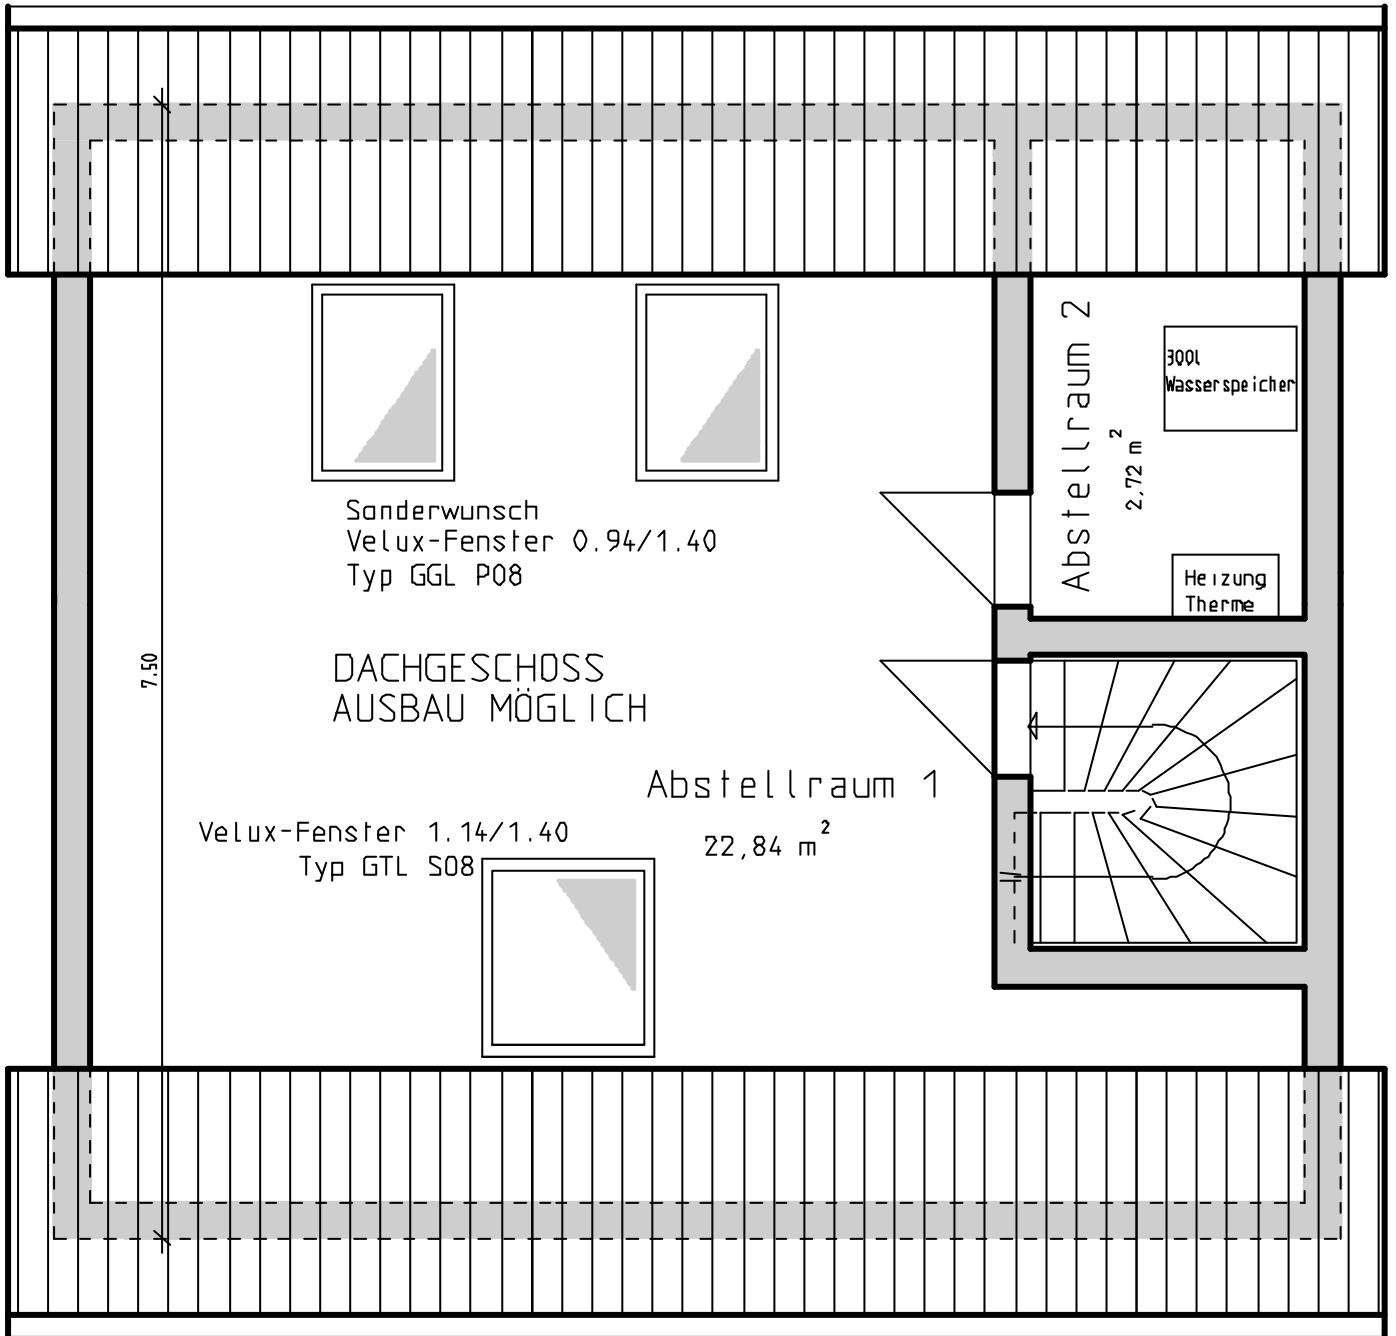 300l
Wasserspeicher
Abstellraum 2
2,72 m²
Sonderwunsch
Velux-Fenster 0.94/1.40
Typ GGL P08
Heizung
Therme
7.50
DACHGESCHOSS
AUSBAU MÖGLICH
Abstellraum 1
22,84 m²
Velux-Fenster 1.14/1.40
Typ GTL S08